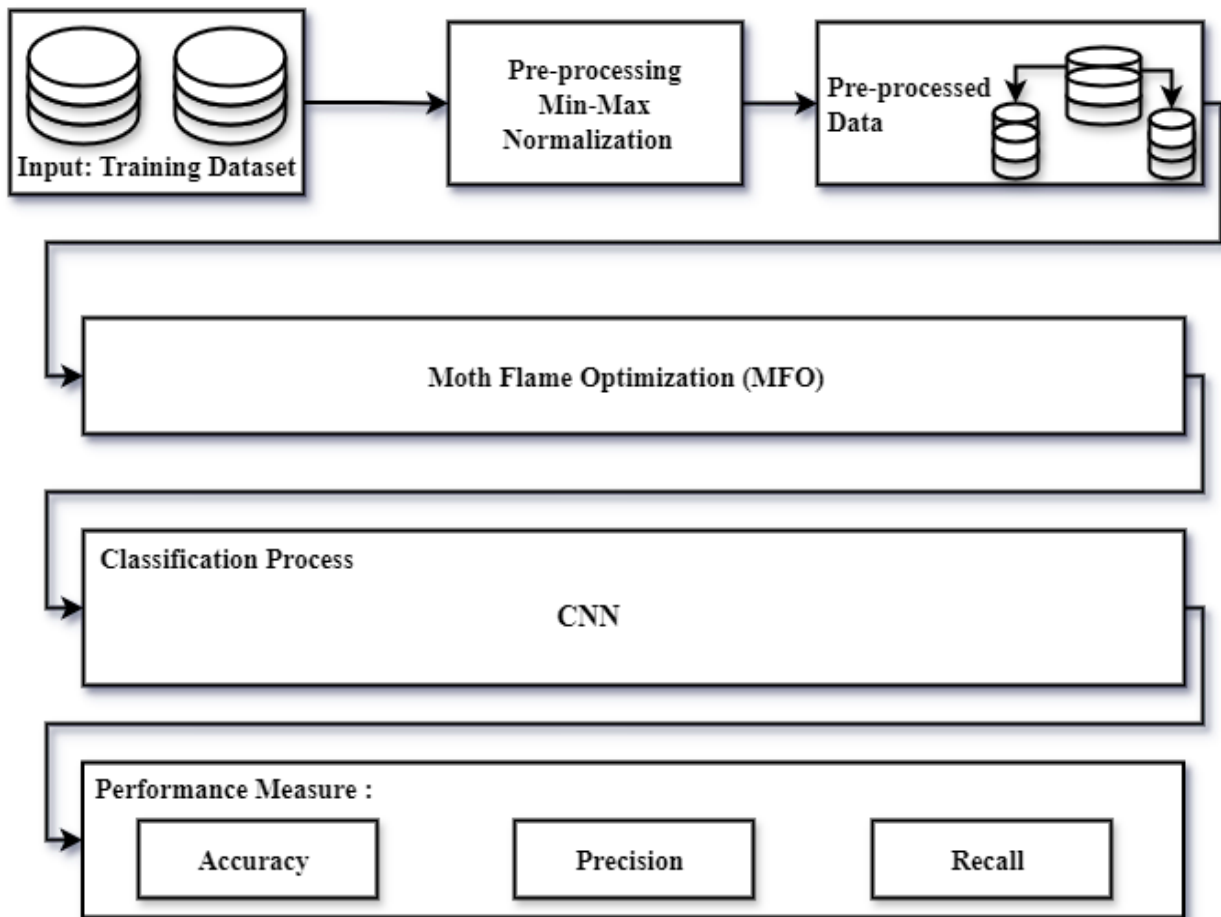 Input: Training Dataset
Pre-processing
Min-Max
Normalization
Pre-processed
Data
Moth Flame Optimization (MFO)
Classification Process
CNN
Performance Measure :
Accuracy
Precision
Recall